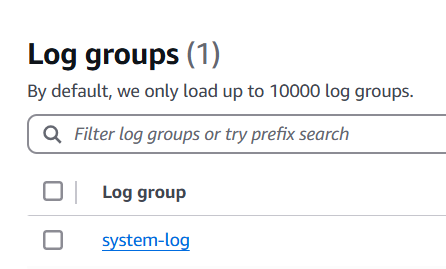 Log groups (1)
By default, we only load up to 10000 log groups.
Filter log groups or try prefix search
Log group
system-log